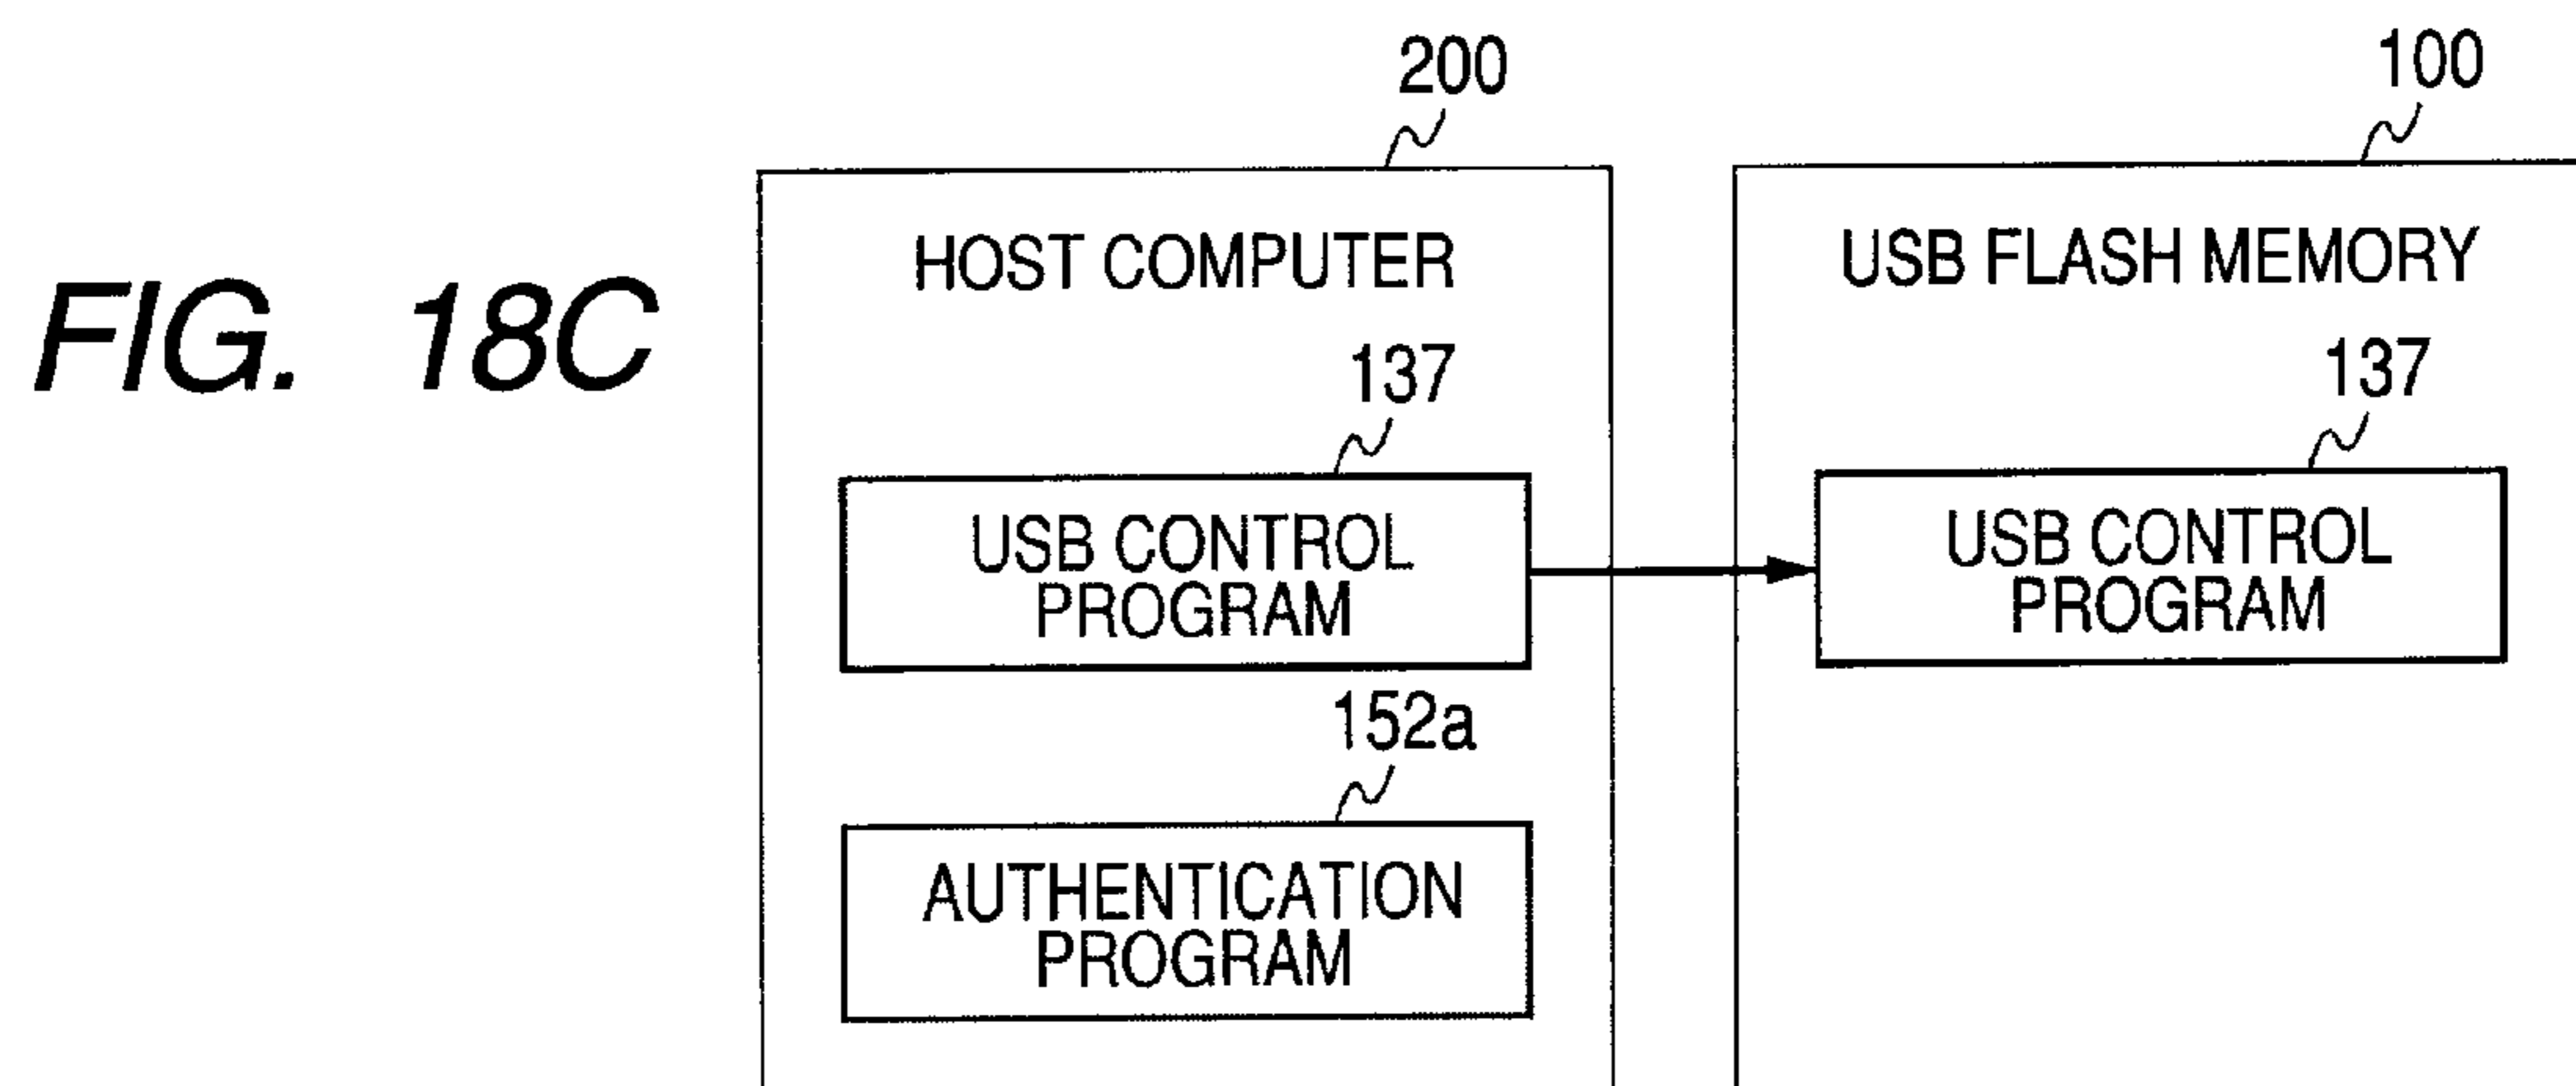 200
100
HOST COMPUTER
USB FLASH MEMORY
FIG. 18C
137
137
USB CONTROL
PROGRAM
USB CONTROL
PROGRAM
152a
AUTHENTICATION
PROGRAM